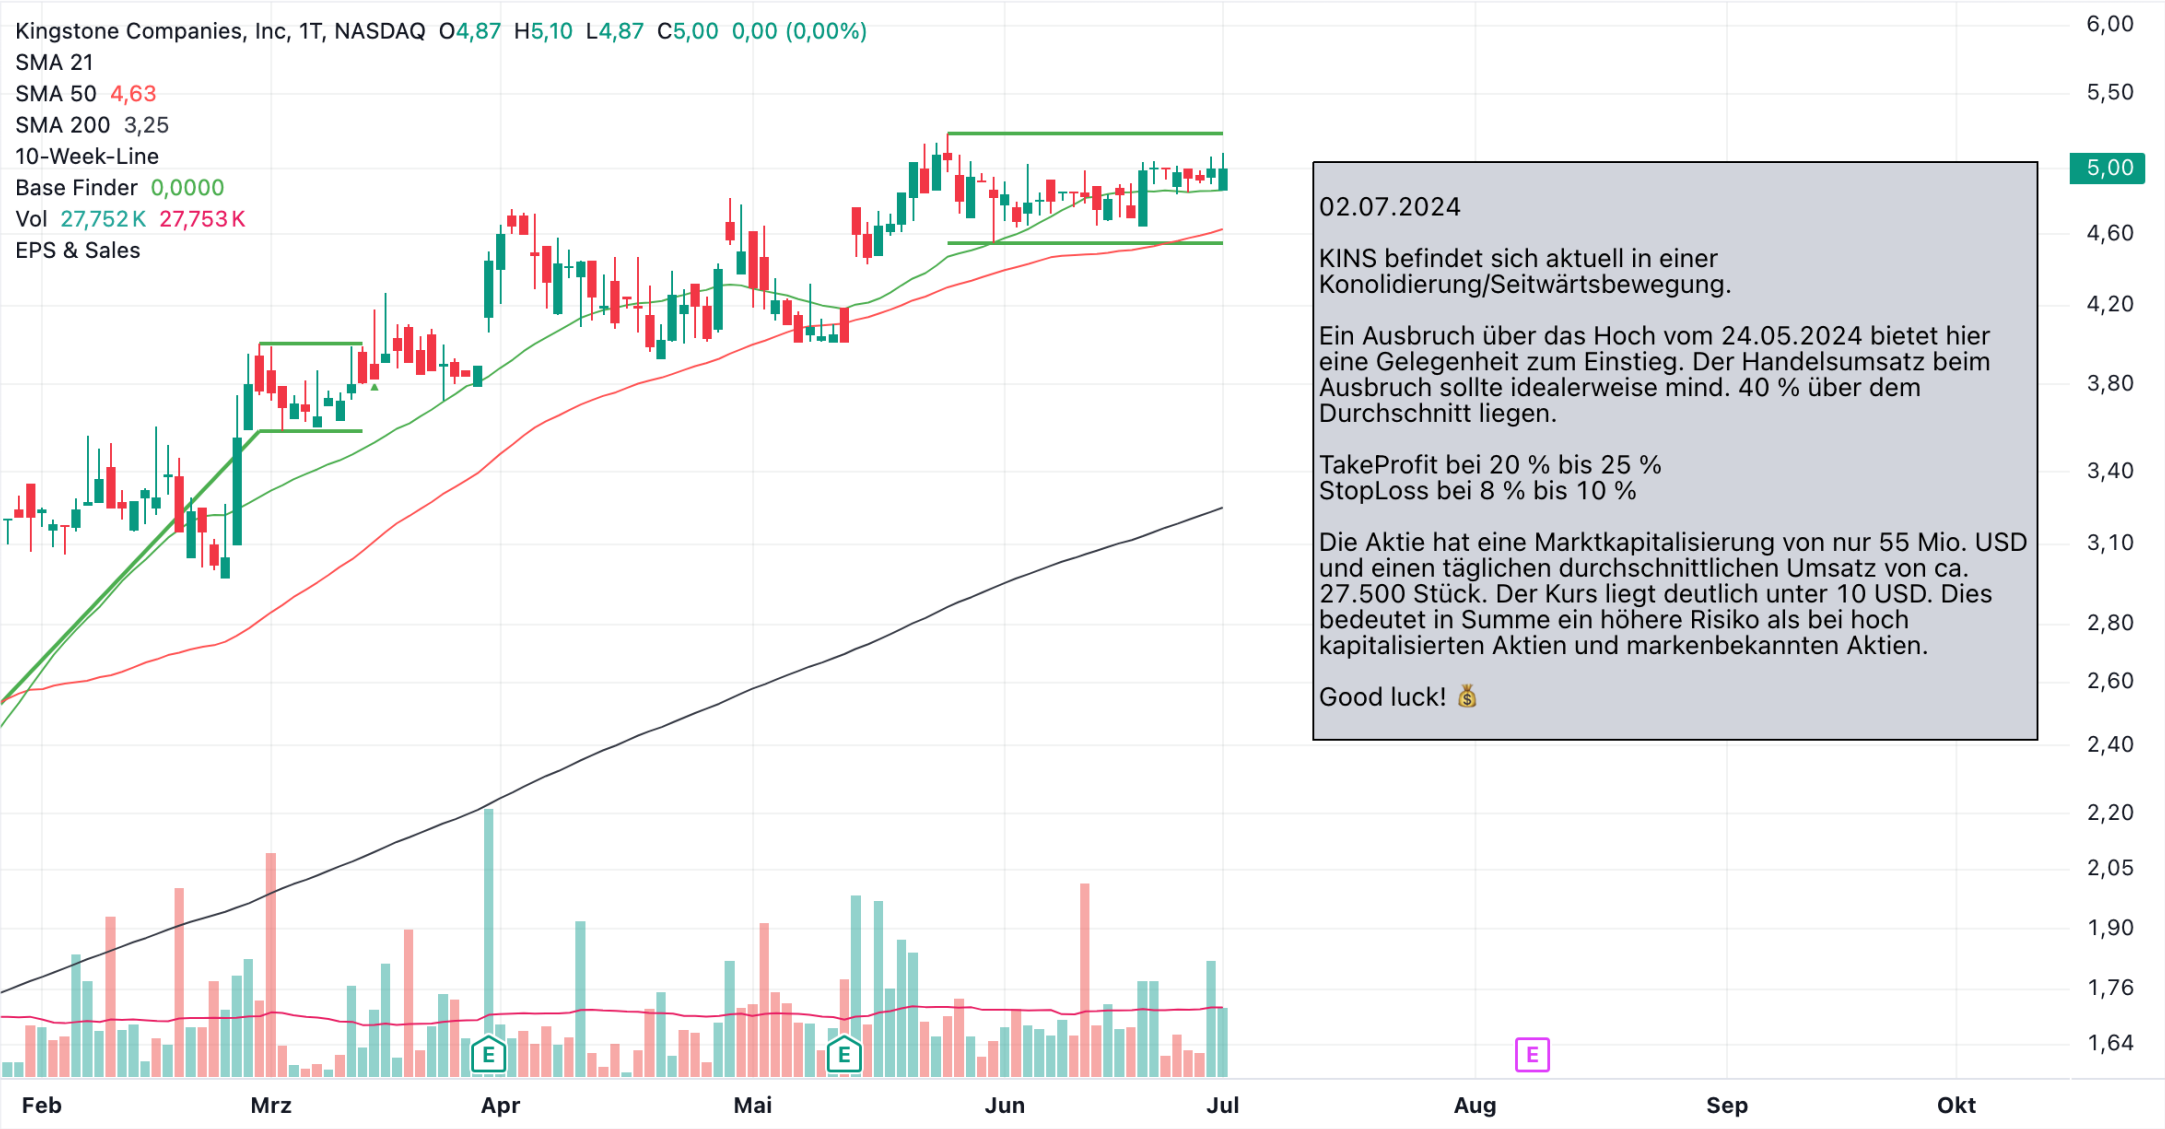 Kingstone Companies, Inc, 1T, NASDAQ O4,87 H5,10 L4,87 C5,00 0,00 (0,00%)
SMA 21
SMA 50 4,63
SMA 200 3,25
10-Week-Line
Base Finder 0,0000
Vol 27,752 K 27,753 K
EPS & Sales
02.07.2024
KINS befindet sich aktuell in einer
Konolidierung/Seitwärtsbewegung.
Ein Ausbruch über das Hoch vom 24.05.2024 bietet hier
eine Gelegenheit zum Einstieg. Der Handelsumsatz beim
Ausbruch sollte idealerweise mind. 40 % über dem
Durchschnitt liegen.
TakeProfit bei 20 % bis 25 %
StopLoss bei 8 % bis 10 %
Die Aktie hat eine Marktkapitalisierung von nur 55 Mio. USD
und einen täglichen durchschnittlichen Umsatz von ca.
27.500 Stück. Der Kurs liegt deutlich unter 10 USD. Dies
bedeutet in Summe ein höhere Risiko als bei hoch
kapitalisierten Aktien und markenbekannten Aktien.
Good luck! 💰
6,00
5,50
5,00
4,60
4,20
3,80
3,40
3,10
2,80
2,60
2,40
2,20
2,05
1,90
1,76
1,64
E E E
Feb Mrz Apr Mai Jun Jul Aug Sep Okt